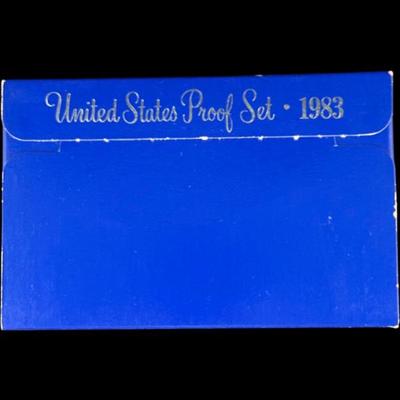 United States Proof Set · 1983